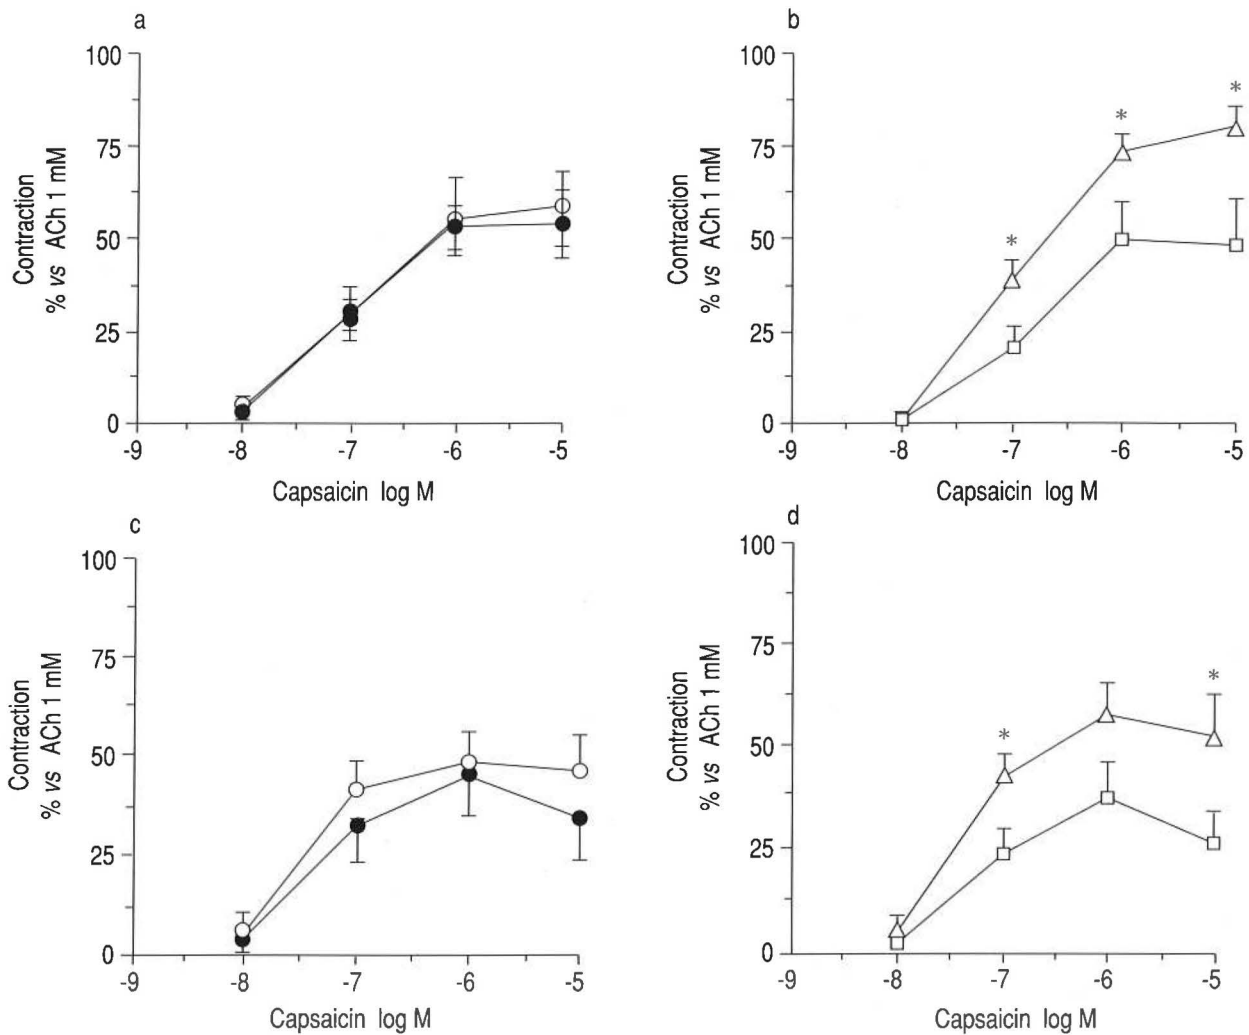 a
100
75
50
25
0
Contraction
% vs ACh 1 mM
-9 -8 -7 -6 -5
Capsaicin log M
b
100
75
50
25
0
Contraction
% vs ACh 1 mM
* * *
-9 -8 -7 -6 -5
Capsaicin log M
c
100
75
50
25
0
Contraction
% vs ACh 1 mM
-9 -8 -7 -6 -5
Capsaicin log M
d
100
75
50
25
0
Contraction
% vs ACh 1 mM
* *
-9 -8 -7 -6 -5
Capsaicin log M